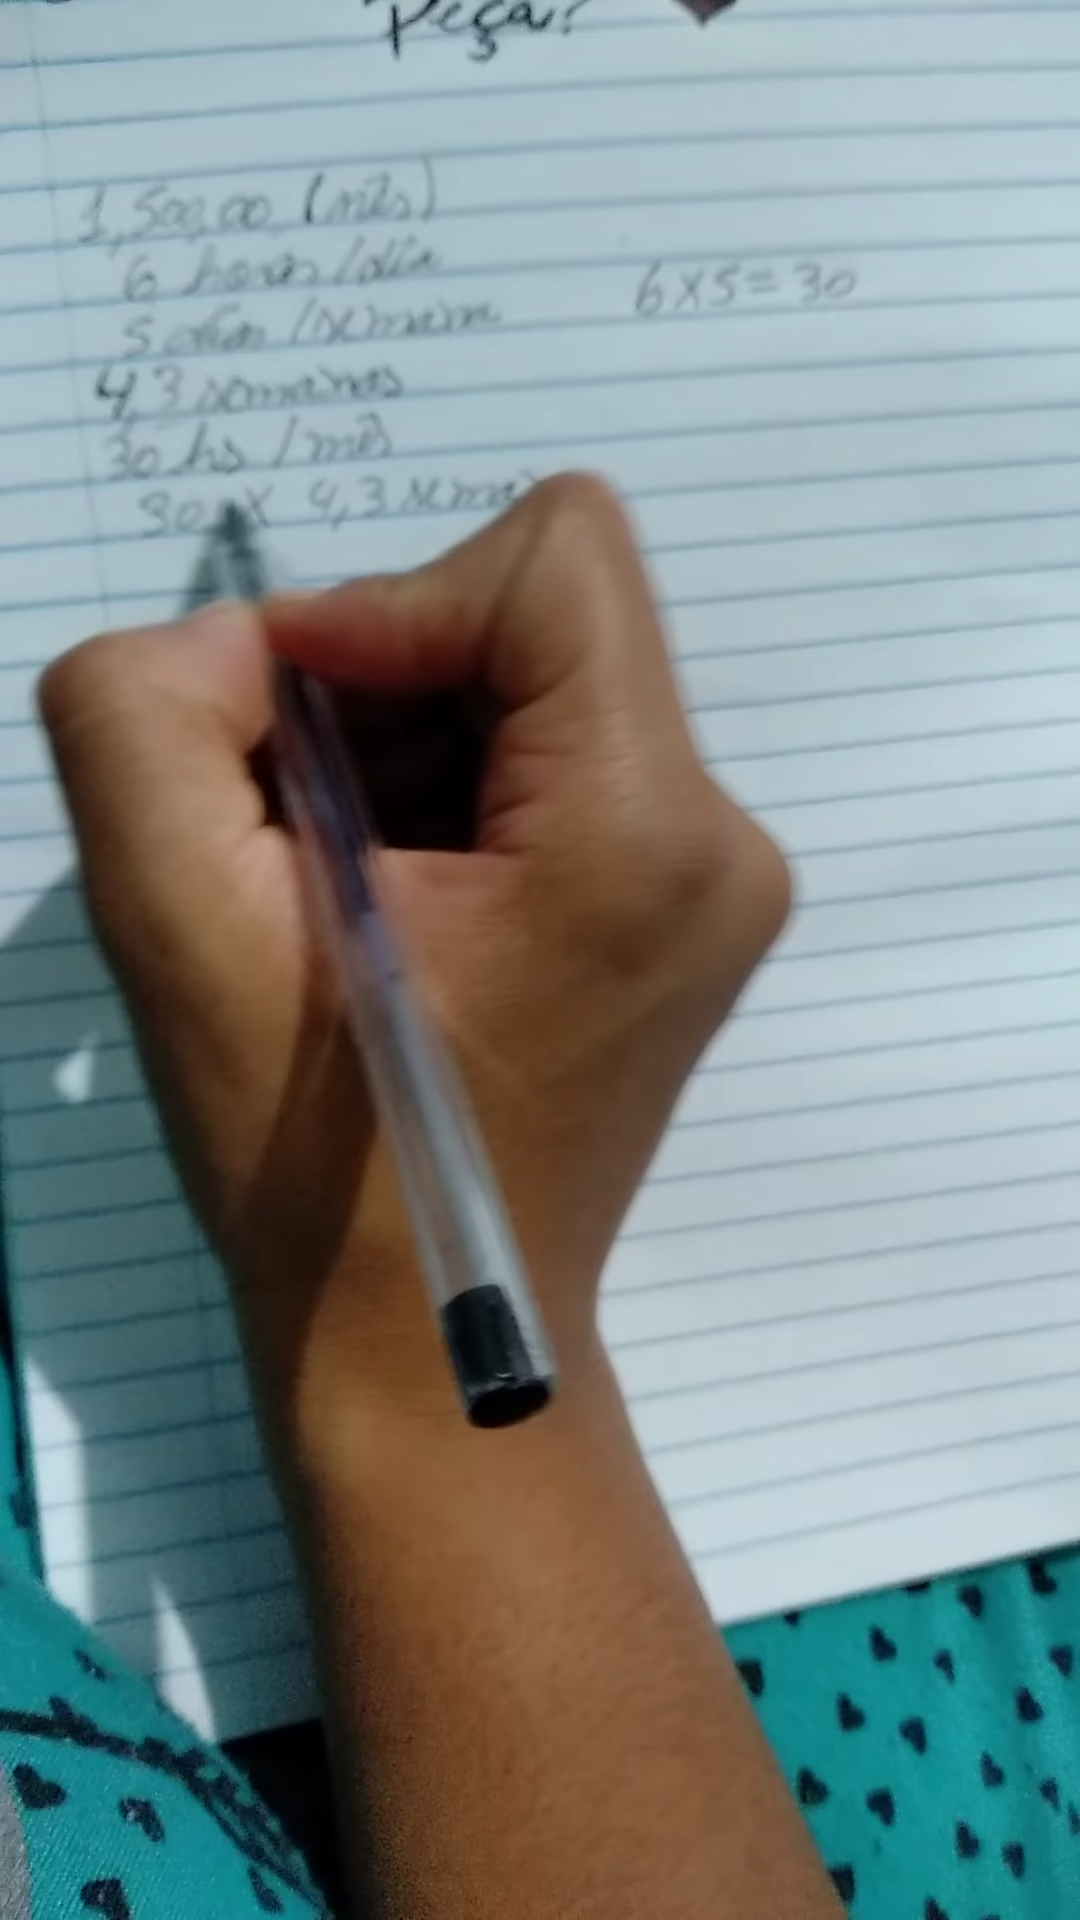 Peça?
1,500,00 (mês)
6 horas/dia
6x5=30
5 dias/semana
4,3 semanas
30 hs/mês
30 x 4,3